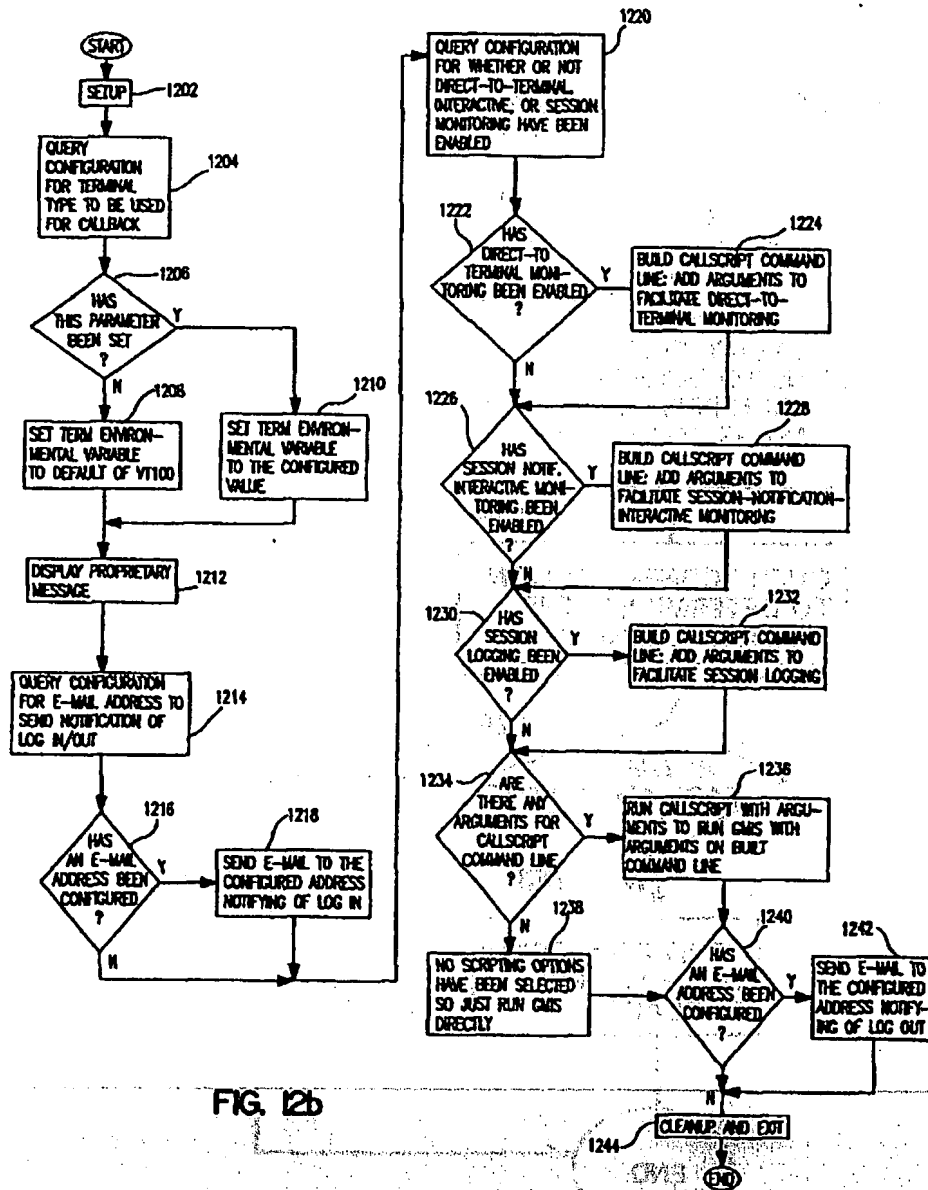 START
SETUP
1202
QUERY
CONFIGURATION
FOR TERMINAL
TYPE TO BE USED
FOR CALLBACK
1204
1206
HAS
THIS PARAMETER
BEEN SET
?
Y
N
1208
SET TERM ENVIRON-
MENTAL VARIABLE
TO DEFAULT OF VT100
1210
SET TERM ENVIRON-
MENTAL VARIABLE
TO THE CONFIGURED
VALUE
DISPLAY PROPRIETARY
MESSAGE
1212
QUERY CONFIGURATION
FOR E-MAIL ADDRESS TO
SEND NOTIFICATION OF
LOG IN/OUT
1214
1216
HAS
AN E-MAIL
ADDRESS BEEN
CONFIGURED
?
Y
N
1218
SEND E-MAIL TO THE
CONFIGURED ADDRESS
NOTIFYING OF LOG IN
1220
QUERY CONFIGURATION
FOR WHETHER OR NOT
DIRECT-TO-TERMINAL,
INTERACTIVE, OR SESSION
MONITORING HAVE BEEN
ENABLED
1222
HAS
DIRECT-TO
TERMINAL MONI-
TORING BEEN ENABLED
?
Y
N
1224
BUILD CALLSCRIPT COMMAND
LINE: ADD ARGUMENTS TO
FACILITATE DIRECT-TO-
TERMINAL MONITORING
1226
HAS
SESSION NOTIF.
INTERACTIVE MONI-
TORING BEEN
ENABLED
?
Y
N
1228
BUILD CALLSCRIPT COMMAND
LINE: ADD ARGUMENTS TO
FACILITATE SESSION-NOTIFICATION-
INTERACTIVE MONITORING
1230
HAS
SESSION
LOGGING BEEN
ENABLED
?
Y
N
1232
BUILD CALLSCRIPT COMMAND
LINE: ADD ARGUMENTS TO
FACILITATE SESSION LOGGING
1234
ARE
THERE ANY
ARGUMENTS FOR
CALLSCRIPT
COMMAND LINE
?
Y
N
1236
RUN CALLSCRIPT WITH ARGU-
MENTS TO RUN GMIS WITH
ARGUMENTS ON BUILT
COMMAND LINE
1238
NO SCRIPTING OPTIONS
HAVE BEEN SELECTED
SO JUST RUN GMIS
DIRECTLY
1240
HAS
AN E-MAIL
ADDRESS BEEN
CONFIGURED
?
Y
N
1242
SEND E-MAIL TO
THE CONFIGURED
ADDRESS NOTIFY-
ING OF LOG OUT
CLEANUP AND EXIT
1244
END
FIG. 12b